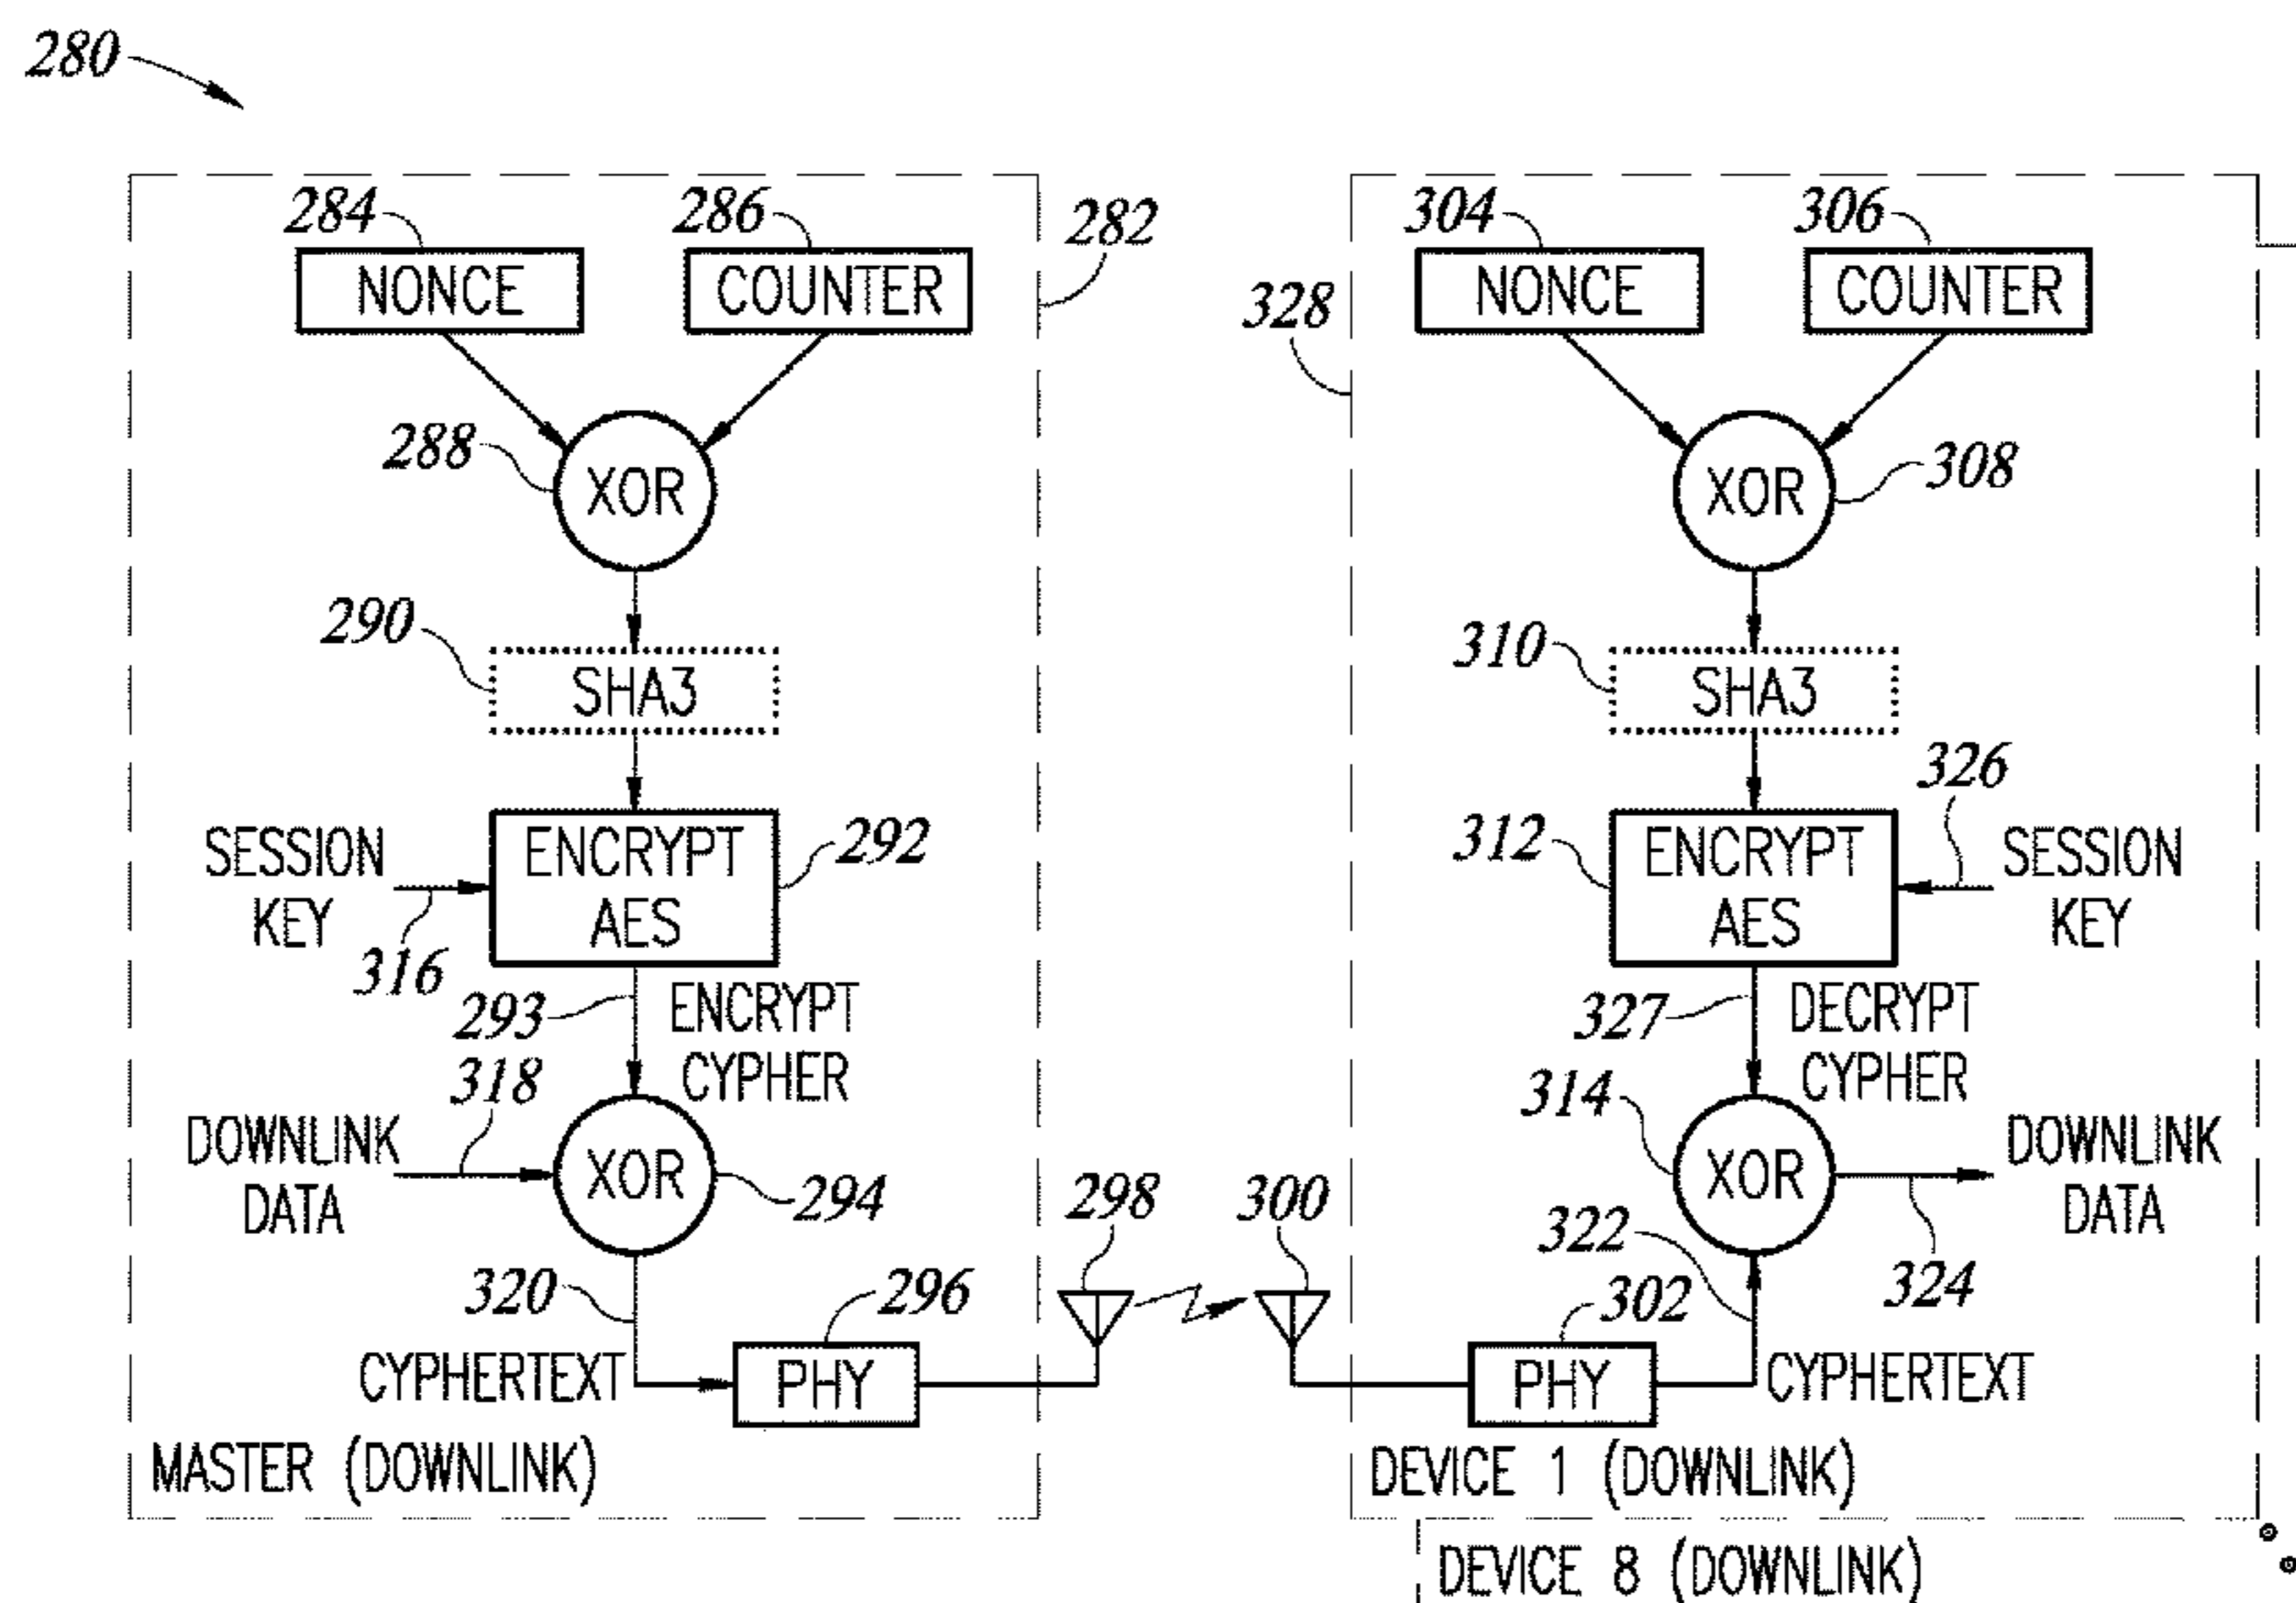 280
284 286 282
NONCE COUNTER
288
XOR
290
SHA3
SESSION KEY
316
ENCRYPT AES
292
293
ENCRYPT CYPHER
DOWNLINK DATA
318
XOR
294
320
CYPHERTEXT
296
PHY
298
MASTER (DOWNLINK)
300
304 306
328
NONCE COUNTER
XOR
308
310
SHA3
326
312
ENCRYPT AES
SESSION KEY
327
DECRYPT CYPHER
314
XOR
DOWNLINK DATA
322
324
302
PHY
CYPHERTEXT
DEVICE 1 (DOWNLINK)
DEVICE 8 (DOWNLINK)